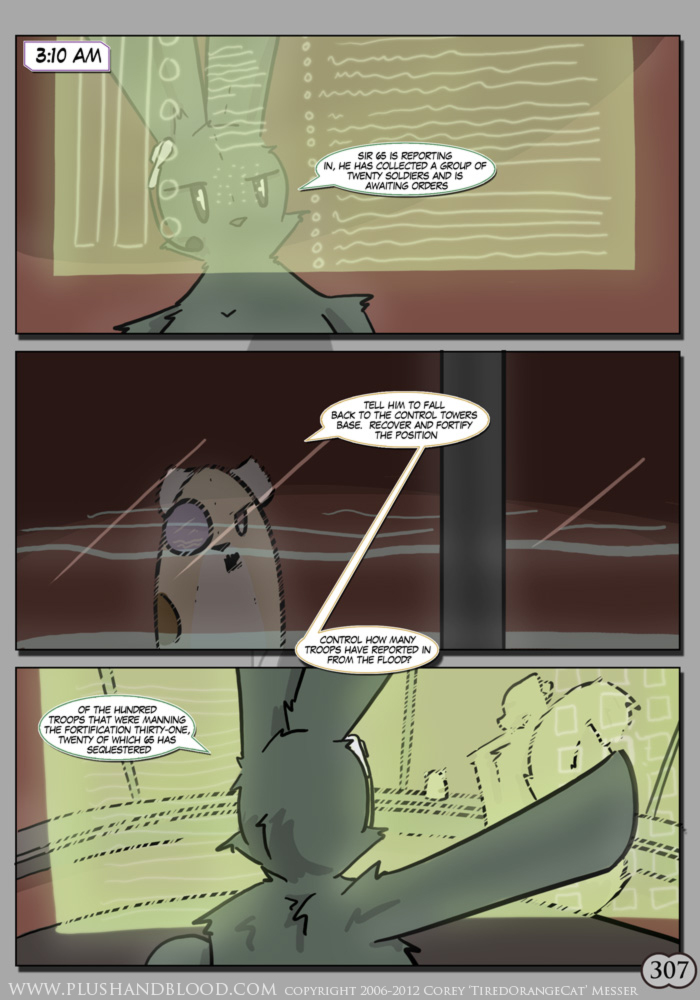 3:10 AM
SIR 65 IS REPORTING
IN, HE HAS COLLECTED A GROUP OF
TWENTY SOLDIERS AND IS
AWAITING ORDERS
TELL HIM TO FALL
BACK TO THE CONTROL TOWERS
BASE. RECOVER AND FORTIFY
THE POSITION
CONTROL HOW MANY
TROOPS HAVE REPORTED IN
FROM THE FLOOD?
OF THE HUNDRED
TROOPS THAT WERE MANNING
THE FORTIFICATION THIRTY-ONE,
TWENTY OF WHICH 65 HAS
SEQUESTERED
307
WWW.PLUSHANDBLOOD.COM COPYRIGHT 2006-2012 COREY 'TIREDORANGECAT' MESSER